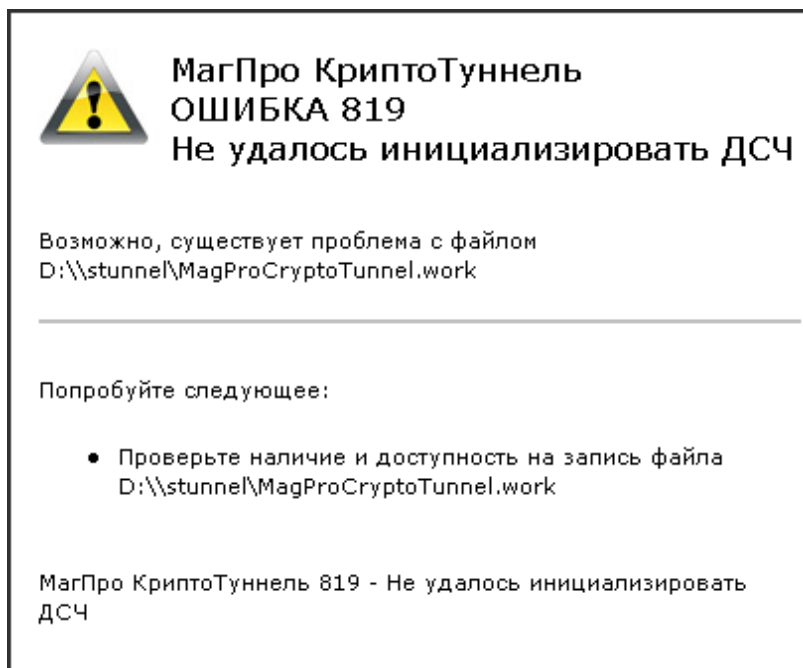 МагПро КриптоТуннель
ОШИБКА 819
Не удалось инициализировать ДСЧ
Возможно, существует проблема с файлом
D:\\stunnel\MagProCryptoTunnel.work
Попробуйте следующее:
• Проверьте наличие и доступность на запись файла
D:\\stunnel\MagProCryptoTunnel.work
МагПро КриптоТуннель 819 - Не удалось инициализировать
ДСЧ